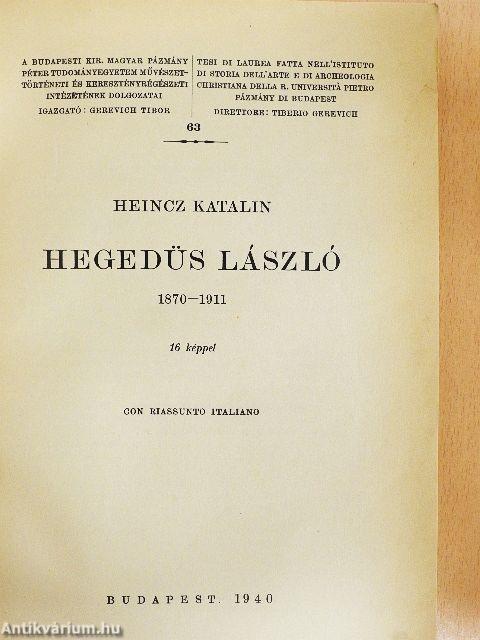 A BUDAPESTI KIR. MAGYAR PÁZMÁNY
PÉTER TUDOMÁNYEGYETEM MŰVÉSZET-
TÖRTÉNETI ÉS KERESZTÉNYRÉGÉSZETI
INTÉZETÉNEK DOLGOZATAI
IGAZGATÓ: GEREVICH TIBOR
TESI DI LAUREA FATTA NELL'ISTITUTO
DI STORIA DELL'ARTE E DI ARCHEOLOGIA
CHRISTIANA DELLA R. UNIVERSITÀ PIETRO
PÁZMÁNY DI BUDAPEST
DIRETTORE: TIBERIO GEREVICH
63
HEINCZ KATALIN
HEGEDÜS LÁSZLÓ
1870—1911
16 képpel
CON RIASSUNTO ITALIANO
BUDAPEST. 1940
Antikvárium.hu